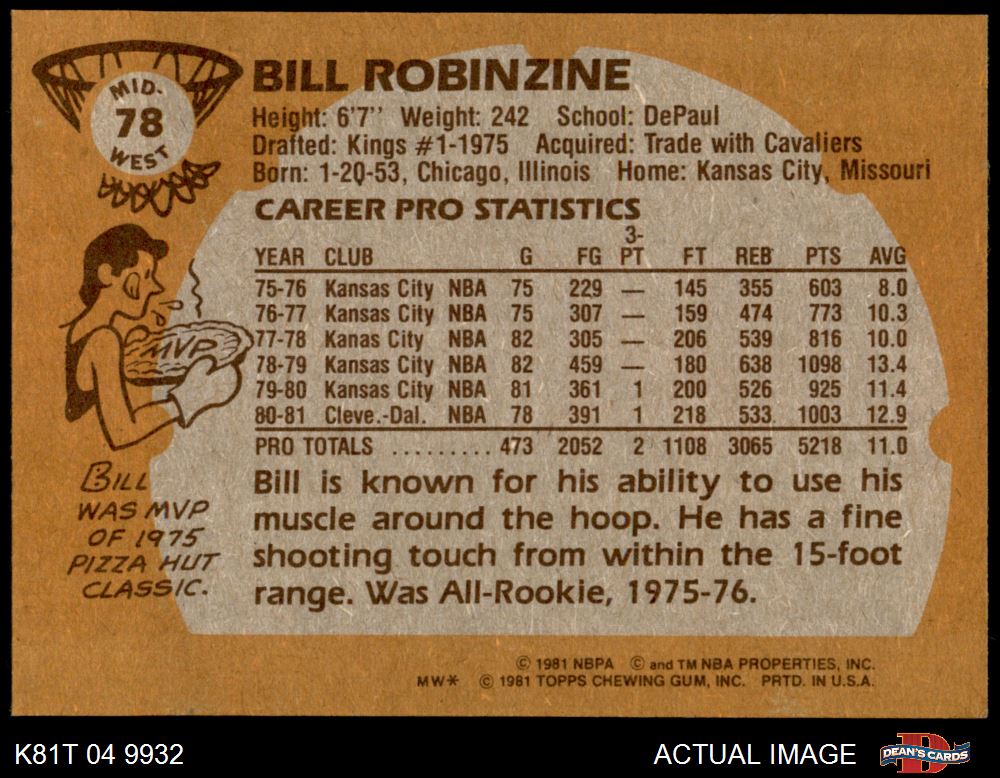 MID-
78
WEST
BILL ROBINZINE
Height: 6'7" Weight: 242 School: DePaul
Drafted: Kings #1-1975 Acquired: Trade with Cavaliers
Born: 1-20-53, Chicago, Illinois Home: Kansas City, Missouri
CAREER PRO STATISTICS
YEAR CLUB G FG 3-PT FT REB PTS AVG
75-76 Kansas City NBA 75 229 — 145 355 603 8.0
76-77 Kansas City NBA 75 307 — 159 474 773 10.3
77-78 Kanas City NBA 82 305 — 206 539 816 10.0
78-79 Kansas City NBA 82 459 — 180 638 1098 13.4
79-80 Kansas City NBA 81 361 1 200 526 925 11.4
80-81 Cleve.-Dal. NBA 78 391 1 218 533 1003 12.9
PRO TOTALS ......... 473 2052 2 1108 3065 5218 11.0
MVP
BILL
WAS MVP
OF 1975
PIZZA HUT
CLASSIC.
Bill is known for his ability to use his
muscle around the hoop. He has a fine
shooting touch from within the 15-foot
range. Was All-Rookie, 1975-76.
© 1981 NBPA © and TM NBA PROPERTIES, INC.
MW* © 1981 TOPPS CHEWING GUM, INC. PRTD. IN U.S.A.
K81T 04 9932 ACTUAL IMAGE DEAN'S CARDS